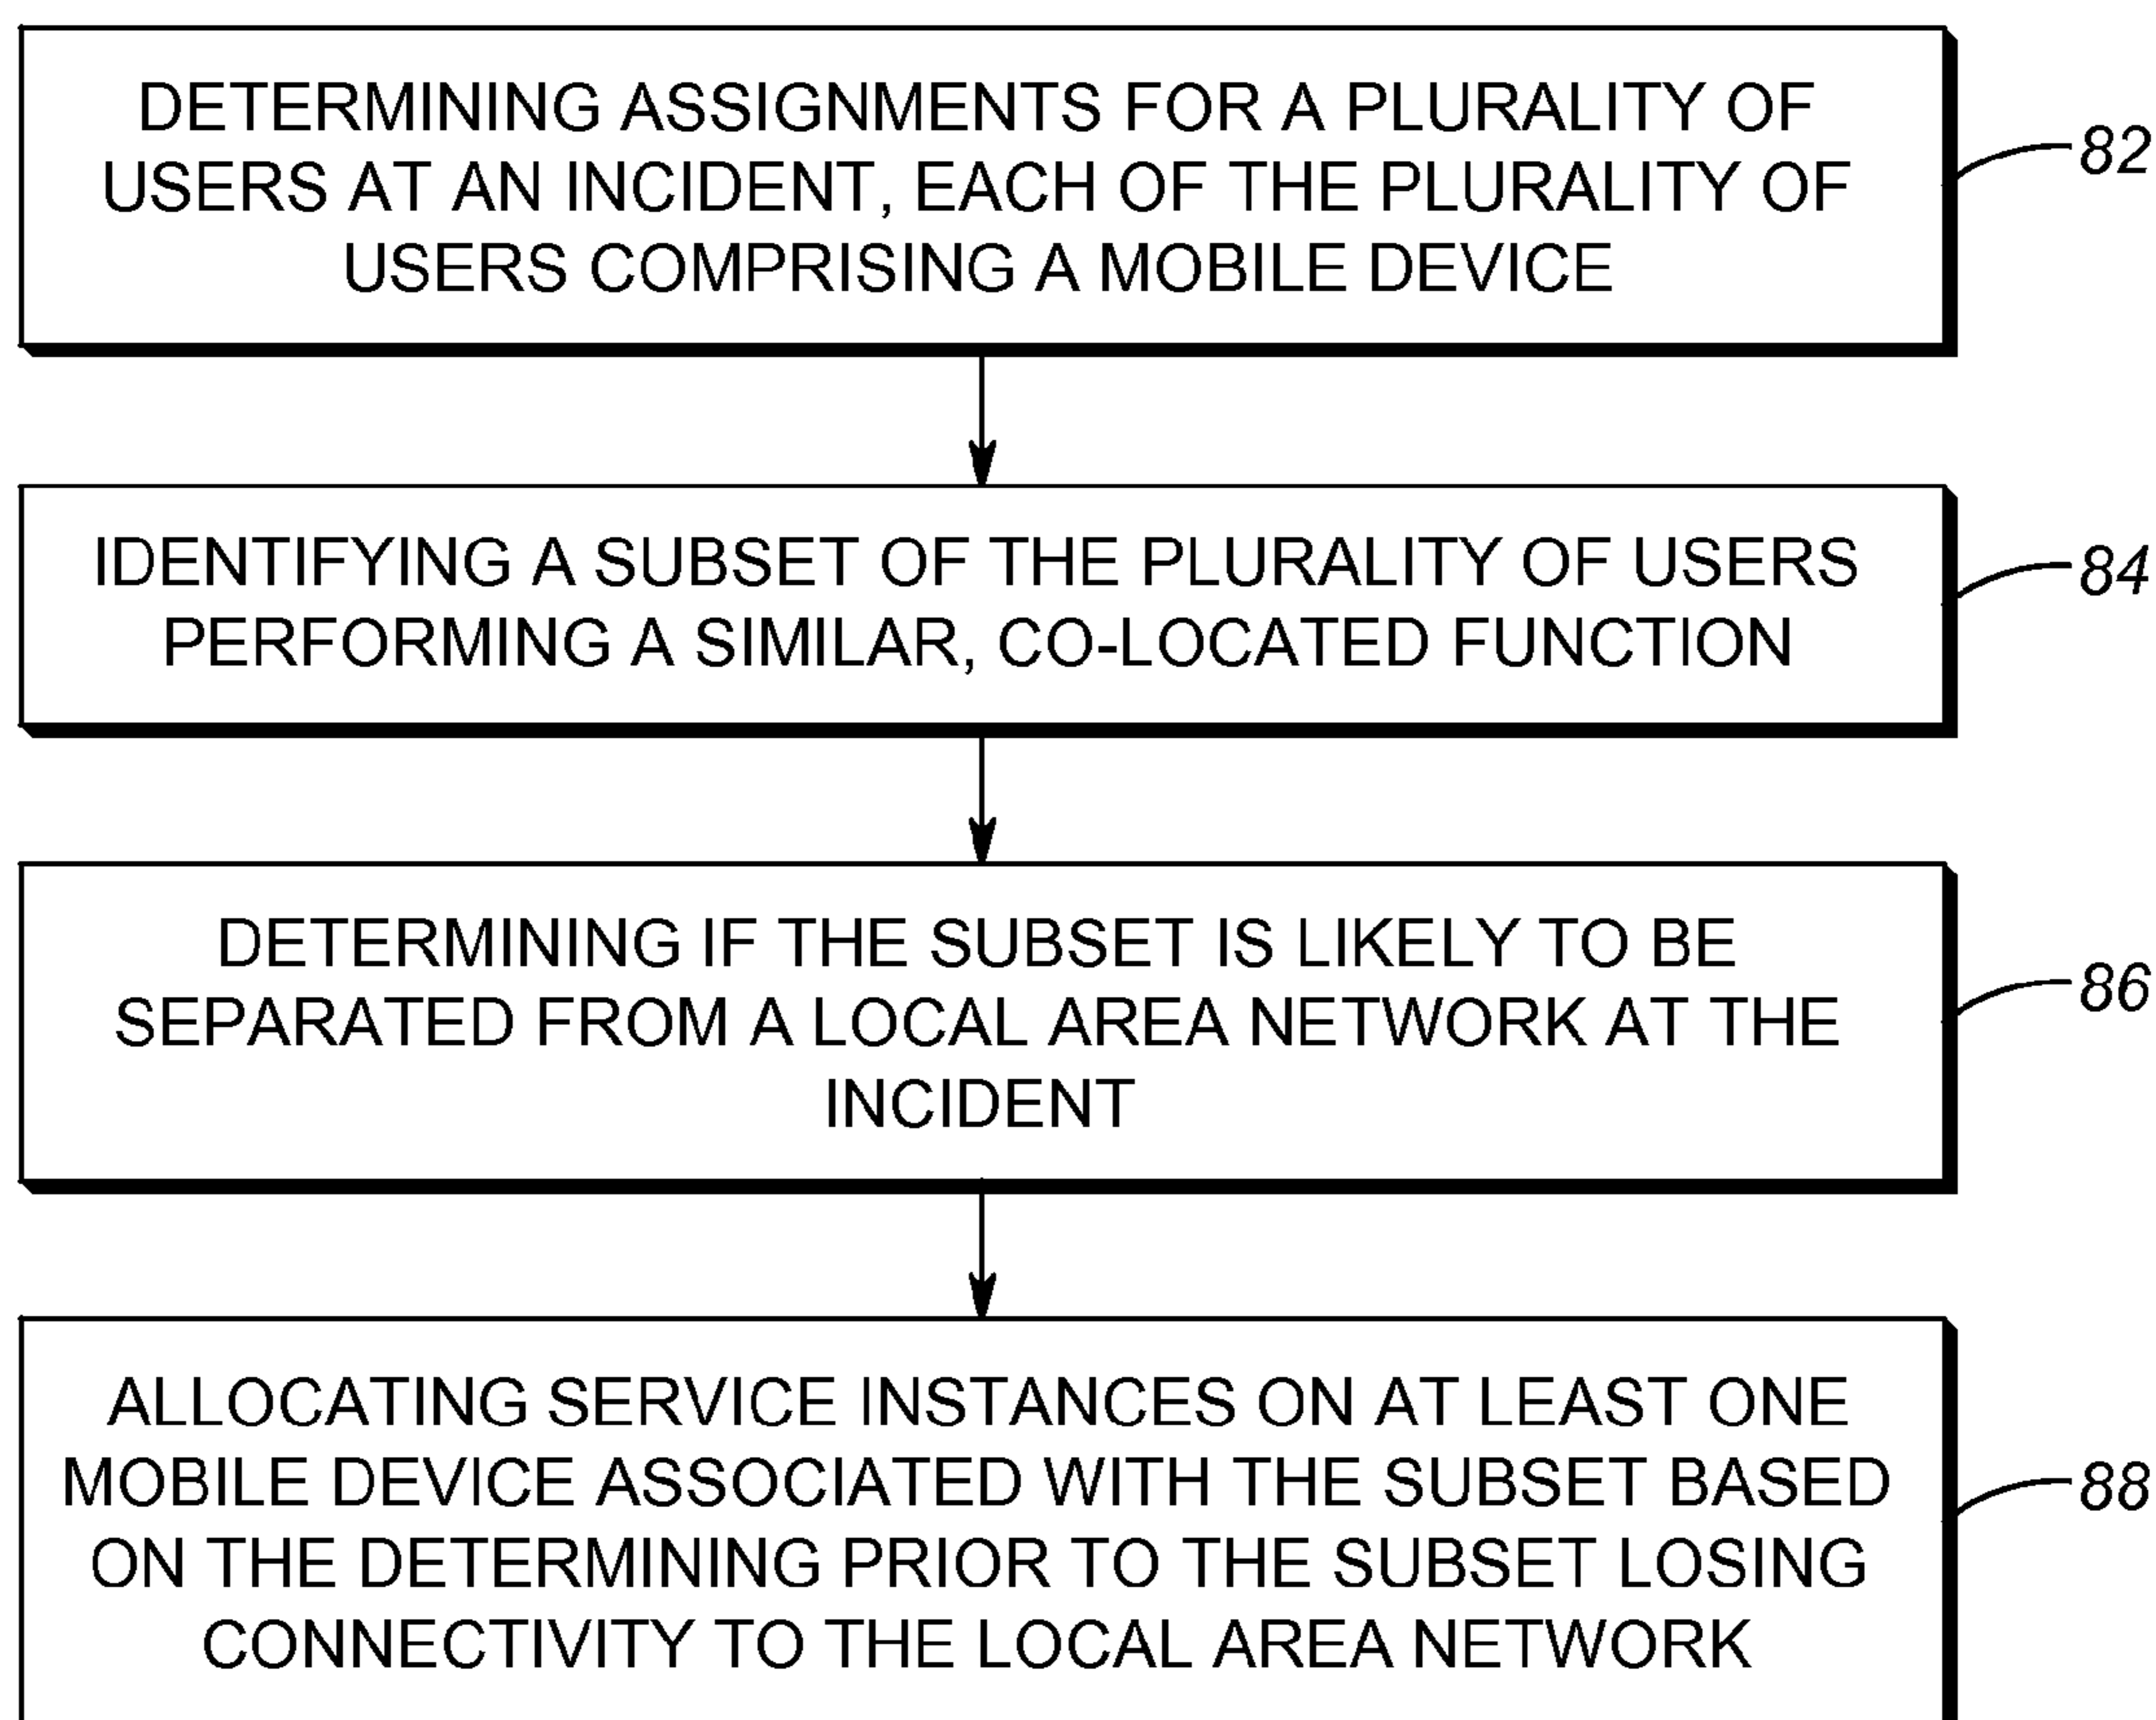 DETERMINING ASSIGNMENTS FOR A PLURALITY OF
USERS AT AN INCIDENT, EACH OF THE PLURALITY OF
USERS COMPRISING A MOBILE DEVICE
82
IDENTIFYING A SUBSET OF THE PLURALITY OF USERS
PERFORMING A SIMILAR, CO-LOCATED FUNCTION
84
DETERMINING IF THE SUBSET IS LIKELY TO BE
SEPARATED FROM A LOCAL AREA NETWORK AT THE
INCIDENT
86
ALLOCATING SERVICE INSTANCES ON AT LEAST ONE
MOBILE DEVICE ASSOCIATED WITH THE SUBSET BASED
ON THE DETERMINING PRIOR TO THE SUBSET LOSING
CONNECTIVITY TO THE LOCAL AREA NETWORK
88